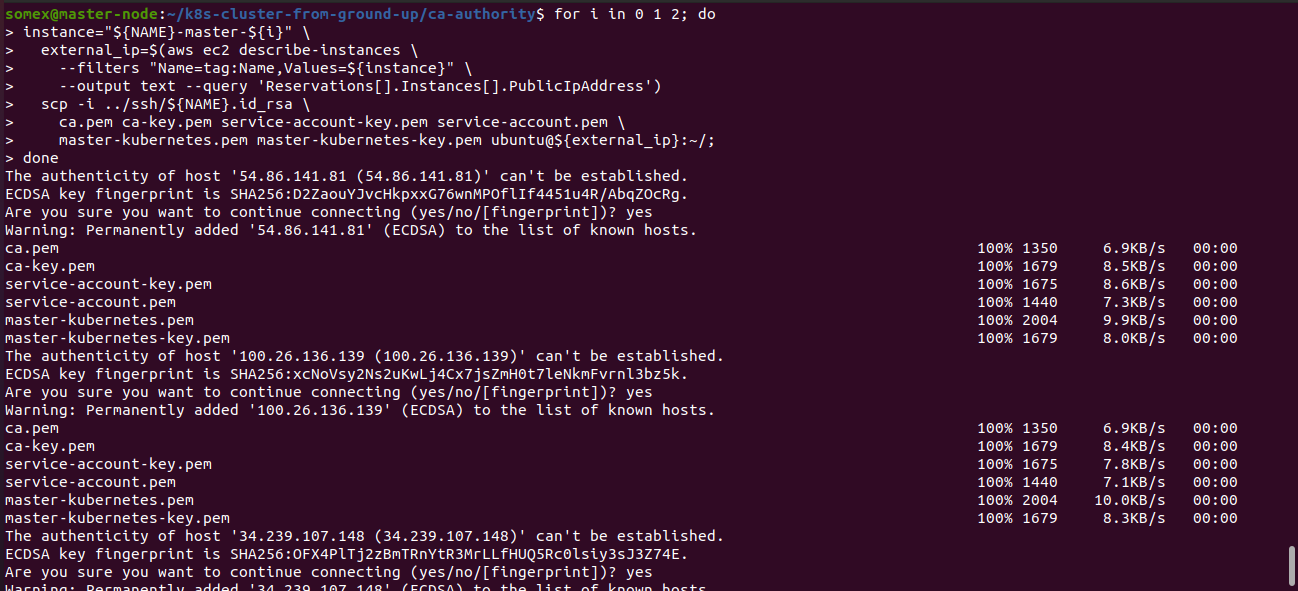 somex@master-node:~/k8s-cluster-from-ground-up/ca-authority$ for i in 0 1 2; do
> instance="${NAME}-master-${i}" \
>   external_ip=$(aws ec2 describe-instances \
>     --filters "Name=tag:Name,Values=${instance}" \
>     --output text --query 'Reservations[].Instances[].PublicIpAddress')
>   scp -i ../ssh/${NAME}.id_rsa \
>     ca.pem ca-key.pem service-account-key.pem service-account.pem \
>     master-kubernetes.pem master-kubernetes-key.pem ubuntu@${external_ip}:~/;
> done
The authenticity of host '54.86.141.81 (54.86.141.81)' can't be established.
ECDSA key fingerprint is SHA256:D2ZaouYJvcHkpxxG76wnMPOflIf4451u4R/AbqZOcRg.
Are you sure you want to continue connecting (yes/no/[fingerprint])? yes
Warning: Permanently added '54.86.141.81' (ECDSA) to the list of known hosts.
ca.pem 100% 1350 6.9KB/s 00:00
ca-key.pem 100% 1679 8.5KB/s 00:00
service-account-key.pem 100% 1675 8.6KB/s 00:00
service-account.pem 100% 1440 7.3KB/s 00:00
master-kubernetes.pem 100% 2004 9.9KB/s 00:00
master-kubernetes-key.pem 100% 1679 8.0KB/s 00:00
The authenticity of host '100.26.136.139 (100.26.136.139)' can't be established.
ECDSA key fingerprint is SHA256:xcNoVsy2Ns2uKwLj4Cx7jsZmH0t7leNkmFvrnl3bz5k.
Are you sure you want to continue connecting (yes/no/[fingerprint])? yes
Warning: Permanently added '100.26.136.139' (ECDSA) to the list of known hosts.
ca.pem 100% 1350 6.9KB/s 00:00
ca-key.pem 100% 1679 8.4KB/s 00:00
service-account-key.pem 100% 1675 7.8KB/s 00:00
service-account.pem 100% 1440 7.1KB/s 00:00
master-kubernetes.pem 100% 2004 10.0KB/s 00:00
master-kubernetes-key.pem 100% 1679 8.3KB/s 00:00
The authenticity of host '34.239.107.148 (34.239.107.148)' can't be established.
ECDSA key fingerprint is SHA256:OFX4PlTj2zBmTRnYtR3MrLLfHUQ5Rc0lsiy3sJ3Z74E.
Are you sure you want to continue connecting (yes/no/[fingerprint])? yes
Warning: Permanently added '34.239.107.148' (ECDSA) to the list of known hosts.